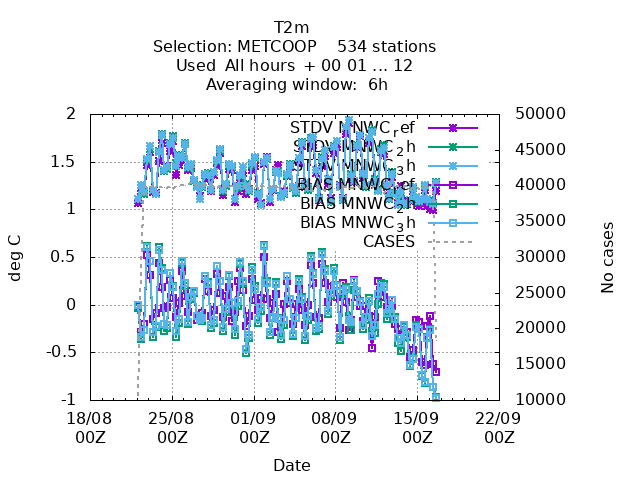 T2m
Selection: METCOOP 534 stations
Used All hours + 00 01 ... 12
Averaging window: 6h
2 50000
STDV MNWC_ref
45000
STDV MNWC_2h
1.5 STDV MNWC_3h
40000
BIAS MNWC_ref
1 BIAS MNWC_2h
35000
BIAS MNWC_3h
CASES
0.5 30000
25000
0
20000
-0.5
15000
-1 10000
deg C
No cases
18/08 25/08 01/09 08/09 15/09 22/09
00Z 00Z 00Z 00Z 00Z 00Z
Date